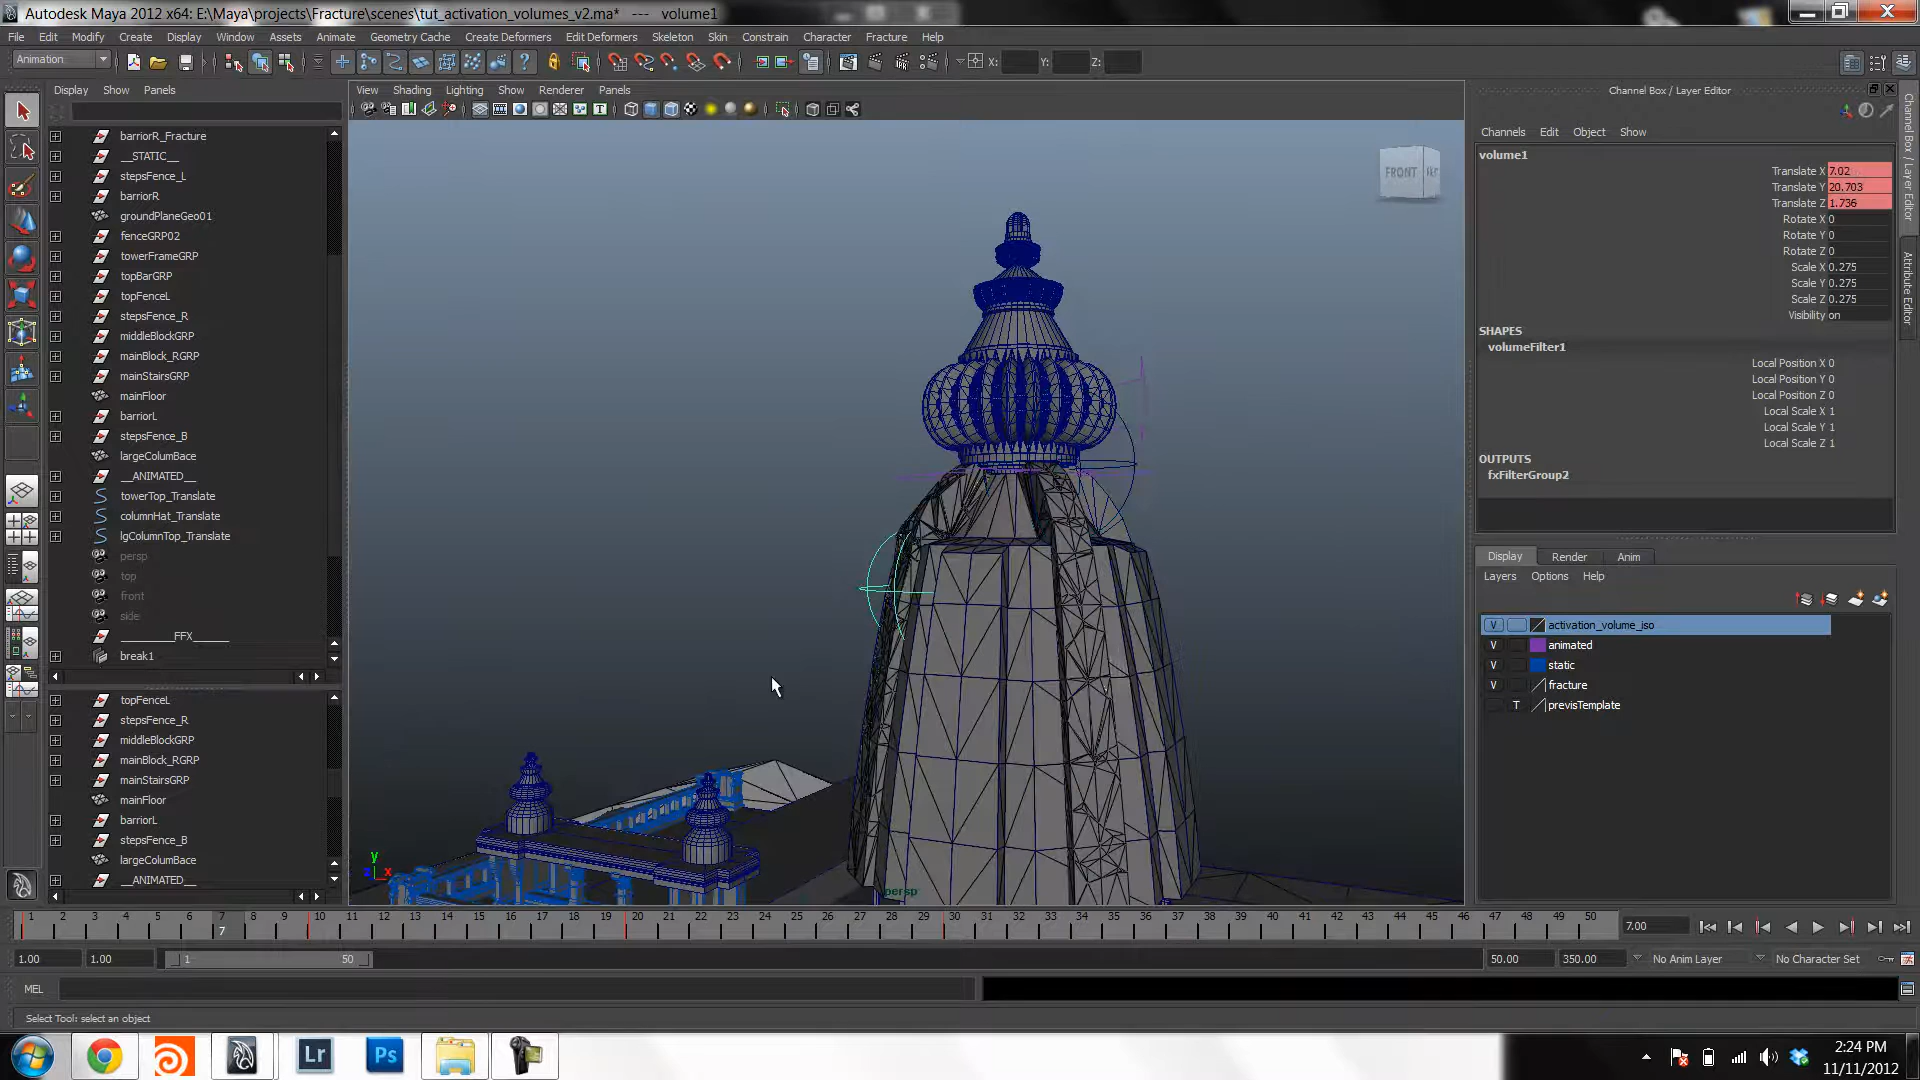 Autodesk Maya 2012 x64: E:\Maya\projects\Fracture\scenes\tut_activation_volumes_v2.ma* --- volume1
File Edit Modify Create Display Window Assets Animate Geometry Cache Create Deformers Edit Deformers Skeleton Skin Constrain Character Fracture Help
Animation X: Y: Z:
Display Show Panels
barriorR_Fracture
__STATIC__
stepsFence_L
barriorR
groundPlaneGeo01
fenceGRP02
towerFrameGRP
topBarGRP
topFenceL
stepsFence_R
middleBlockGRP
mainBlock_RGRP
mainStairsGRP
mainFloor
barriorL
stepsFence_B
largeColumBace
__ANIMATED__
towerTop_Translate
columnHat_Translate
lgColumnTop_Translate
persp
top
front
side
_________FFX______
break1
topFenceL
stepsFence_R
middleBlockGRP
mainBlock_RGRP
mainStairsGRP
mainFloor
barriorL
stepsFence_B
largeColumBace
__ANIMATED__
View Shading Lighting Show Renderer Panels
FRONT
persp
y
z x
Channel Box / Layer Editor
Channels Edit Object Show
volume1
Translate X 7.02
Translate Y 20.703
Translate Z 1.736
Rotate X 0
Rotate Y 0
Rotate Z 0
Scale X 0.275
Scale Y 0.275
Scale Z 0.275
Visibility on
SHAPES
volumeFilter1
Local Position X 0
Local Position Y 0
Local Position Z 0
Local Scale X 1
Local Scale Y 1
Local Scale Z 1
OUTPUTS
fxFilterGroup2
Display Render Anim
Layers Options Help
V activation_volume_iso
V animated
V static
V fracture
T previsTemplate
Channel Box / Layer Editor
Attribute Editor
1 2 3 4 5 6 7 8 9 10 11 12 13 14 15 16 17 18 19 20 21 22 23 24 25 26 27 28 29 30 31 32 33 34 35 36 37 38 39 40 41 42 43 44 45 46 47 48 49 50
7
7.00
1.00 1.00 1 50 50.00 350.00 No Anim Layer No Character Set
MEL
Select Tool: select an object
Lr Ps
2:24 PM
11/11/2012